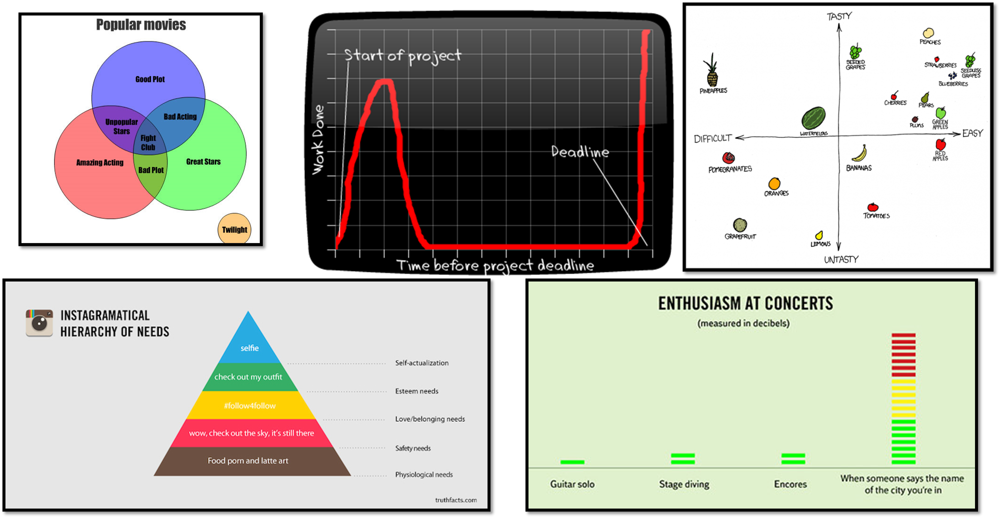 Popular movies
Good Plot
Unpopular
Stars
Bad Acting
Fight
Club
Amazing Acting
Great Stars
Bad Plot
Twilight
Start of project
Work Done
Deadline
Time before project deadline
TASTY
PEACHES
SEEDED
GRAPES
STRAWBERRIES
SEEDLESS
GRAPES
BLUEBERRIES
PINEAPPLES
CHERRIES
PEARS
PLUMS
GREEN
APPLES
WATERMELONS
DIFFICULT
EASY
RED
APPLES
POMEGRANATES
BANANAS
ORANGES
TOMATOES
GRAPEFRUIT
LEMONS
UNTASTY
INSTAGRAMATICAL
HIERARCHY OF NEEDS
selfie
Self-actualization
check out my outfit
Esteem needs
#follow4follow
Love/belonging needs
wow, check out the sky, it's still there
Safety needs
Food porn and latte art
Physiological needs
truthfacts.com
ENTHUSIASM AT CONCERTS
(measured in decibels)
Guitar solo
Stage diving
Encores
When someone says the name
of the city you're in